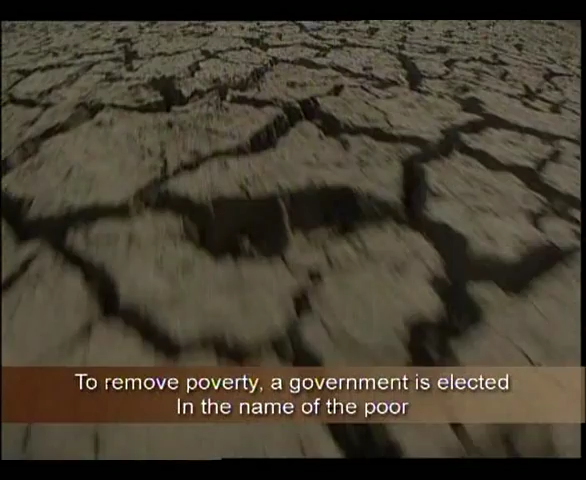 To remove poverty, a government is elected
In the name of the poor